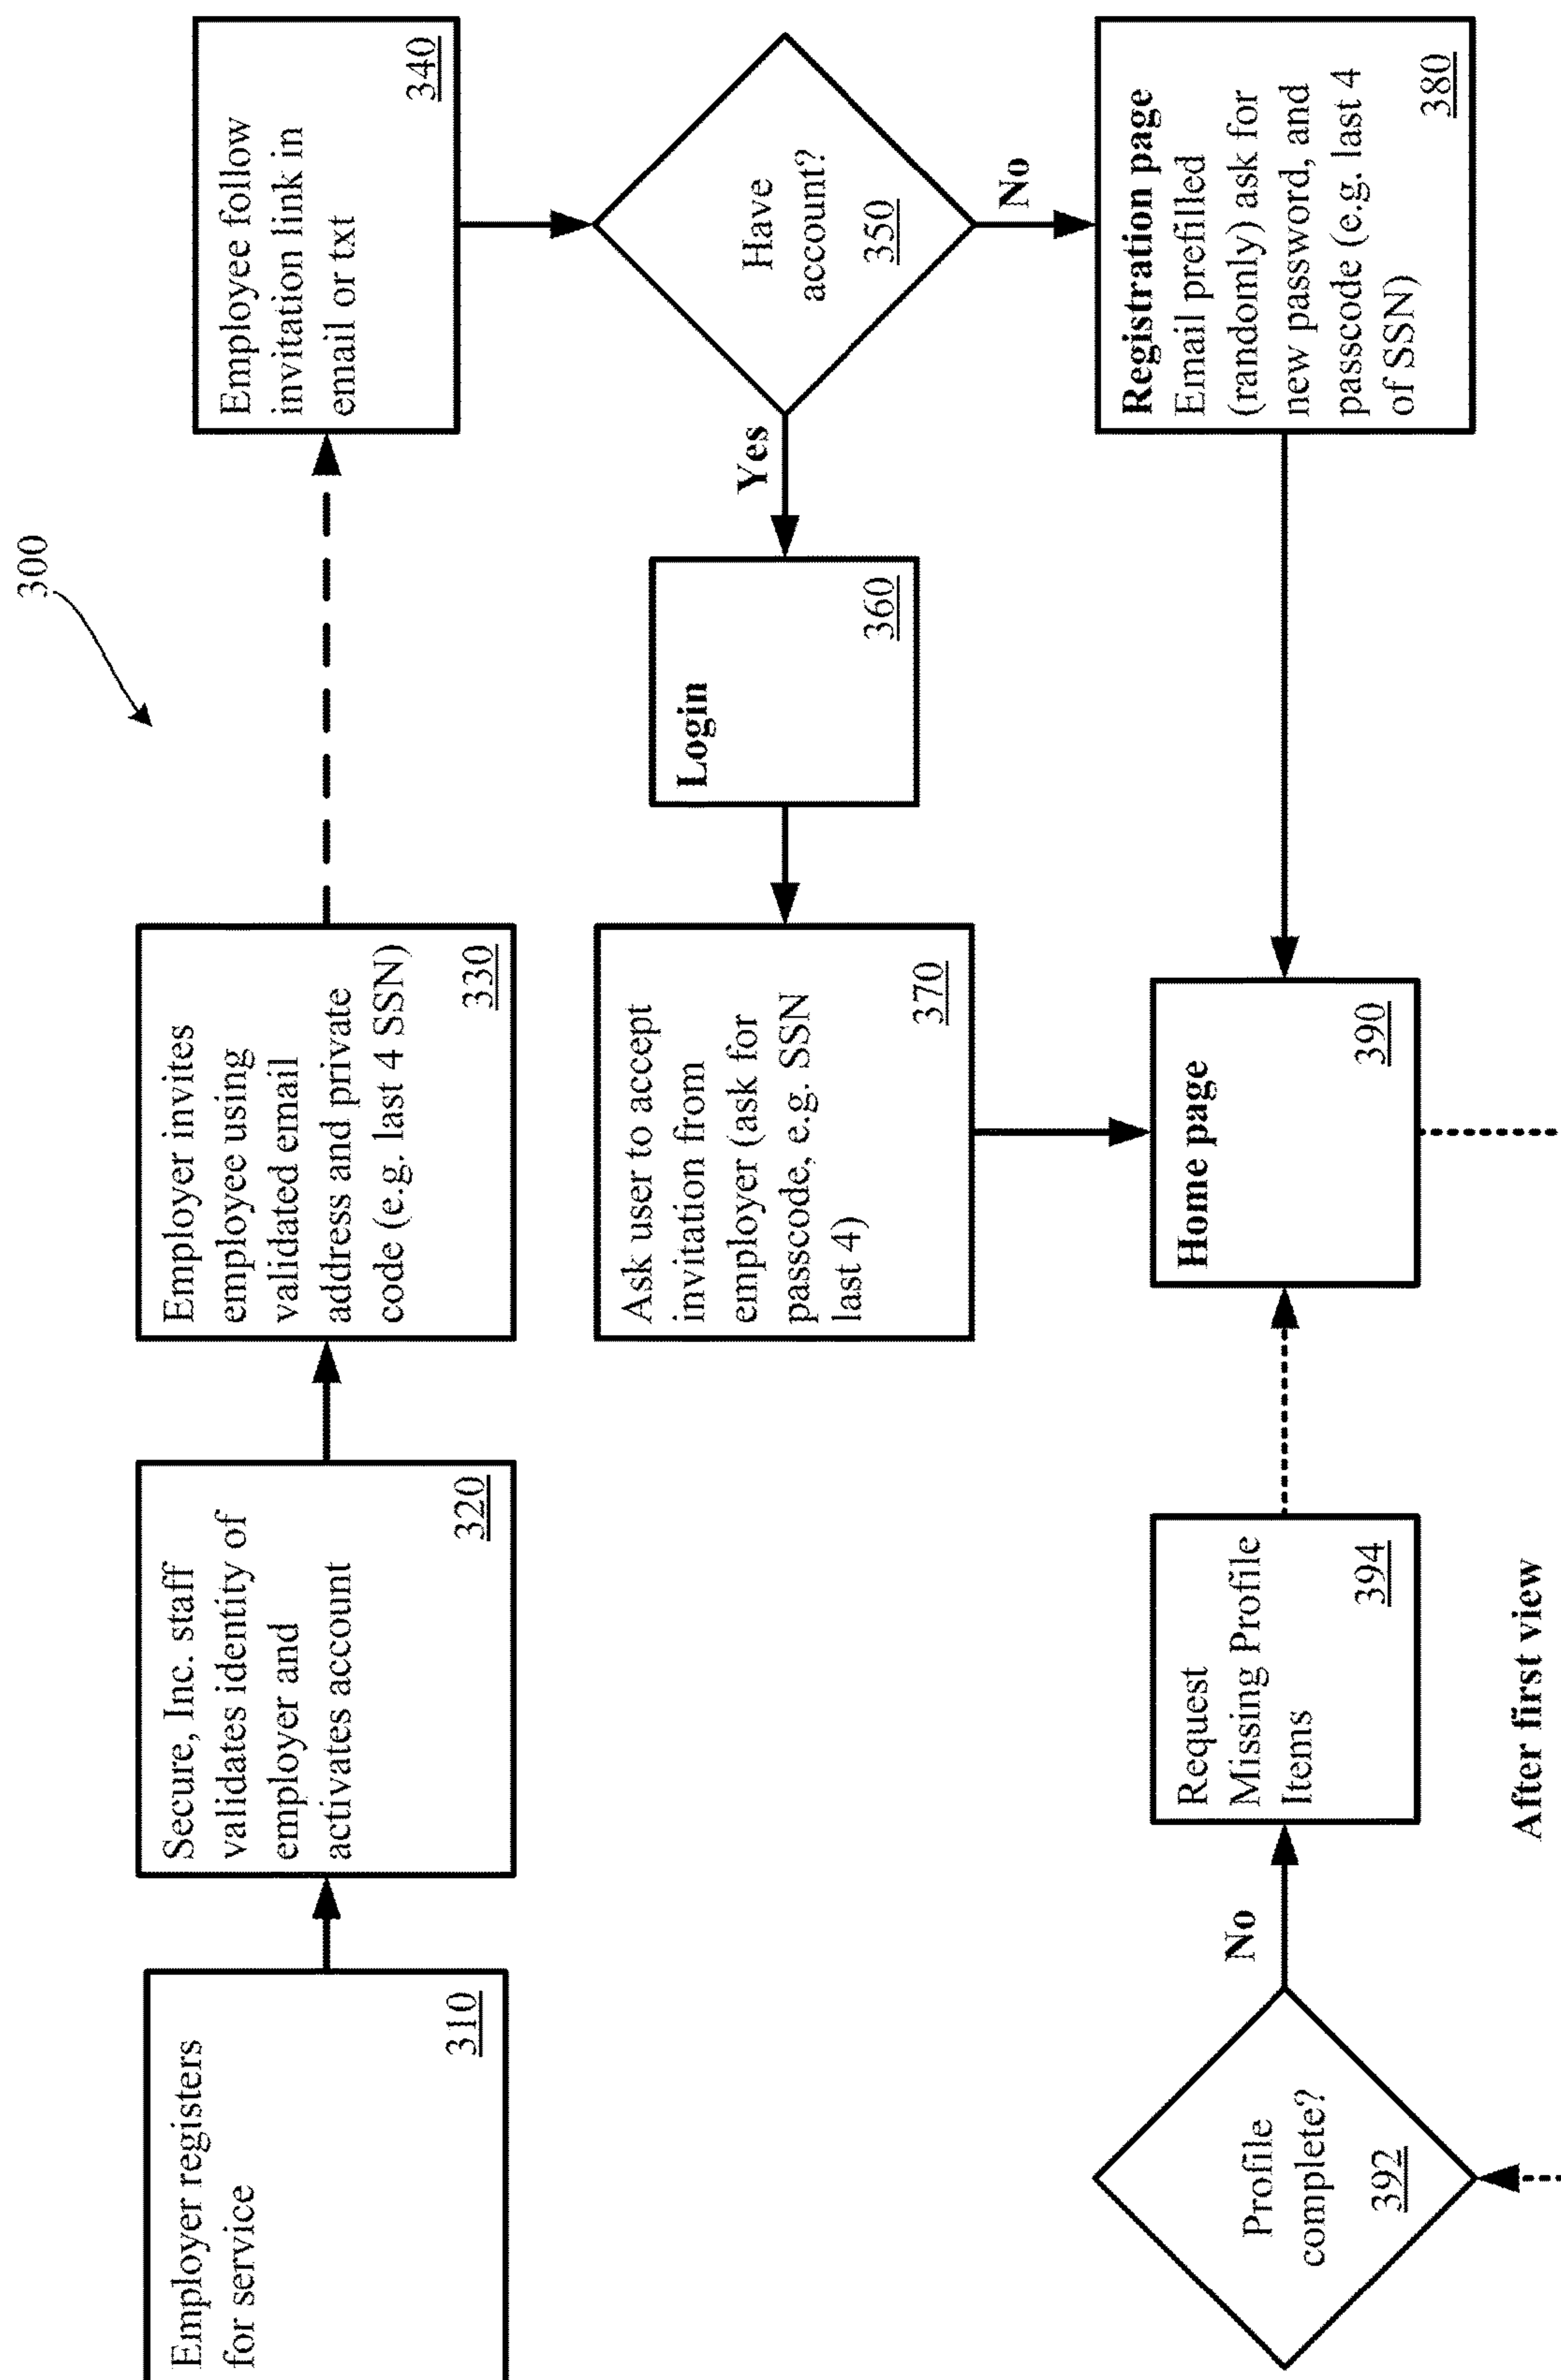 300
Employer registers
for service
310
Secure, Inc. staff
validates identity of
employer and
activates account
320
Employer invites
employee using
validated email
address and private
code (e.g. last 4 SSN)
330
Employee follow
invitation link in
email or txt
340
Have
account?
350
Yes
No
Login
360
Ask user to accept
invitation from
employer (ask for
passcode, e.g. SSN
last 4)
370
Registration page
Email prefilled
(randomly) ask for
new password, and
passcode (e.g. last 4
of SSN)
380
Home page
390
Profile
complete?
392
No
Request
Missing Profile
Items
394
After first view